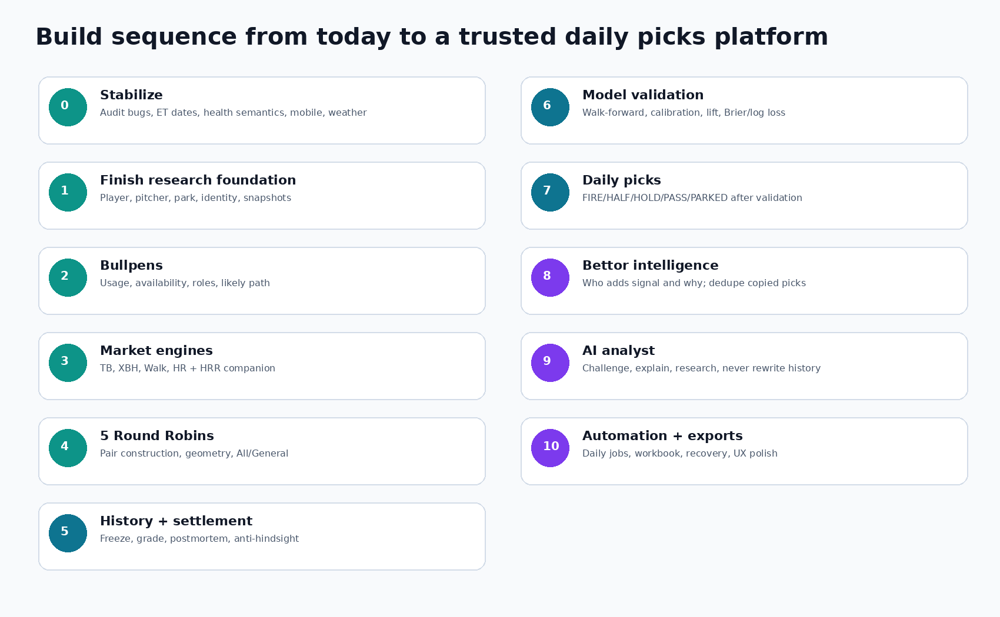 Build sequence from today to a trusted daily picks platform
0
Stabilize
Audit bugs, ET dates, health semantics, mobile, weather
1
Finish research foundation
Player, pitcher, park, identity, snapshots
2
Bullpens
Usage, availability, roles, likely path
3
Market engines
TB, XBH, Walk, HR + HRR companion
4
5 Round Robins
Pair construction, geometry, All/General
5
History + settlement
Freeze, grade, postmortem, anti-hindsight
6
Model validation
Walk-forward, calibration, lift, Brier/log loss
7
Daily picks
FIRE/HALF/HOLD/PASS/PARKED after validation
8
Bettor intelligence
Who adds signal and why; dedupe copied picks
9
AI analyst
Challenge, explain, research, never rewrite history
10
Automation + exports
Daily jobs, workbook, recovery, UX polish